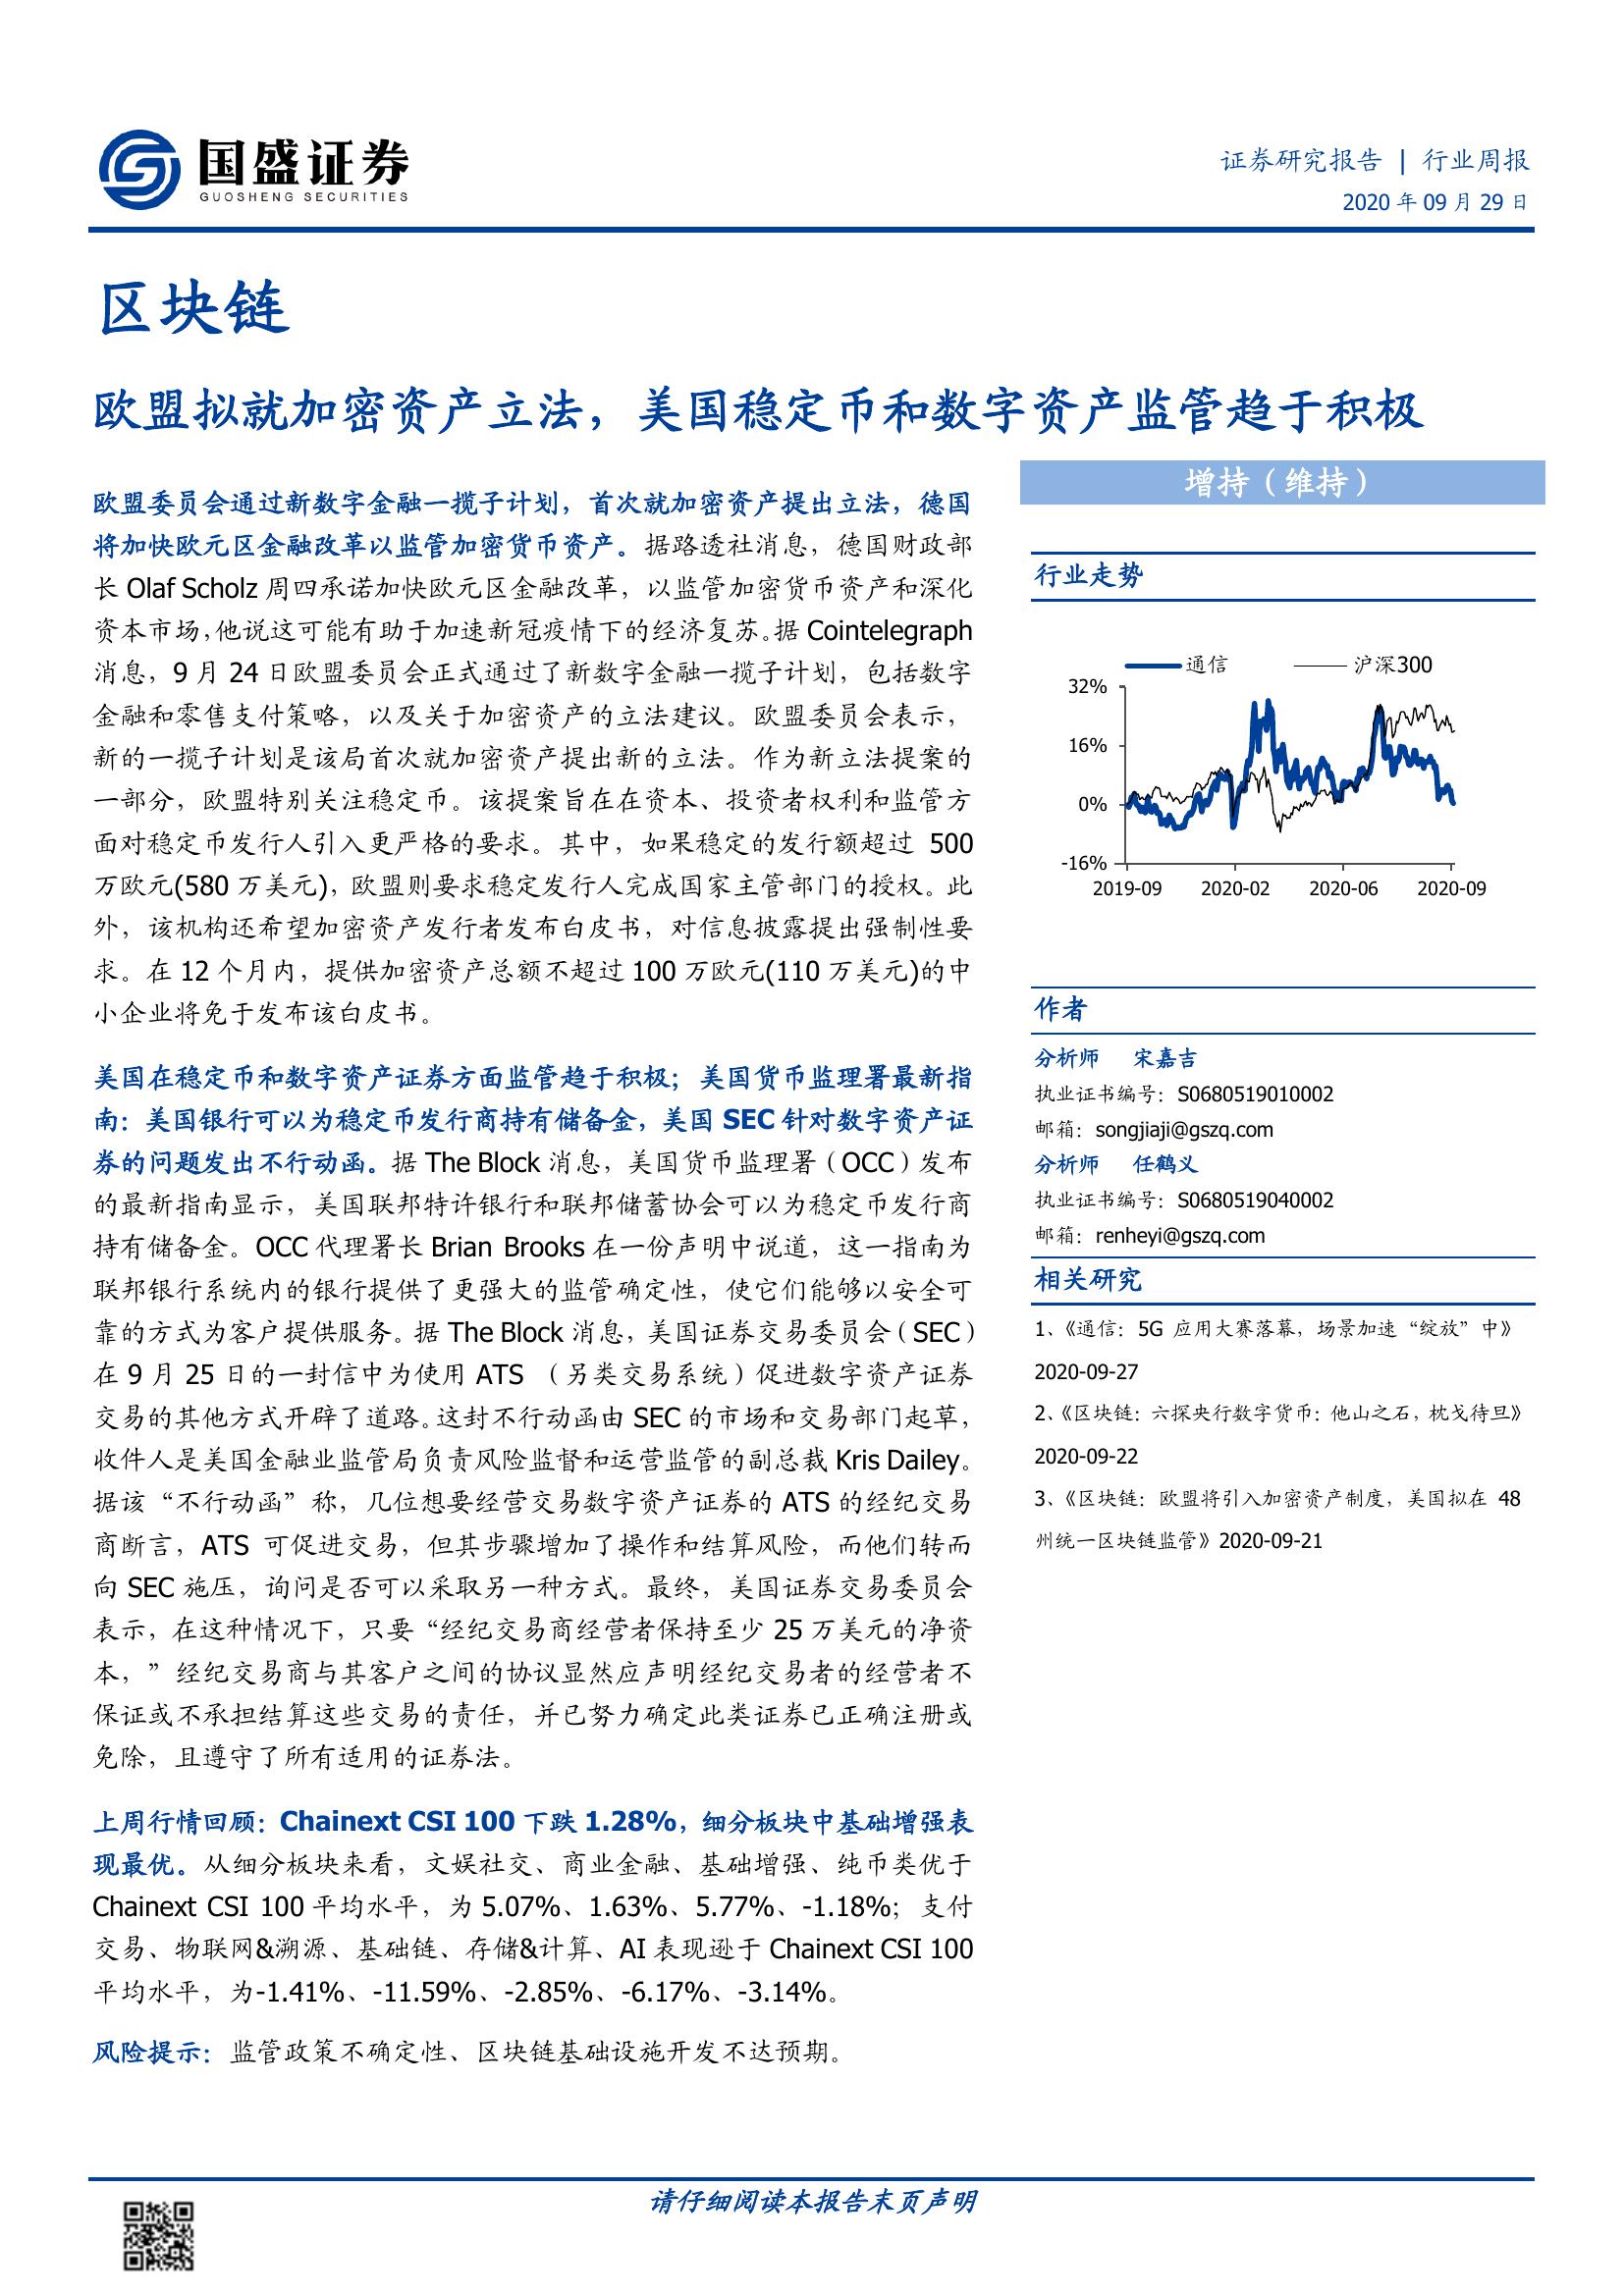 国盛证券
GUOSHENG SECURITIES
证券研究报告 | 行业周报
2020 年 09 月 29 日
区块链
欧盟拟就加密资产立法，美国稳定币和数字资产监管趋于积极
欧盟委员会通过新数字金融一揽子计划，首次就加密资产提出立法，德国
将加快欧元区金融改革以监管加密货币资产。据路透社消息，德国财政部
长 Olaf Scholz 周四承诺加快欧元区金融改革，以监管加密货币资产和深化
资本市场，他说这可能有助于加速新冠疫情下的经济复苏。据 Cointelegraph
消息，9 月 24 日欧盟委员会正式通过了新数字金融一揽子计划，包括数字
金融和零售支付策略，以及关于加密资产的立法建议。欧盟委员会表示，
新的一揽子计划是该局首次就加密资产提出新的立法。作为新立法提案的
一部分，欧盟特别关注稳定币。该提案旨在在资本、投资者权利和监管方
面对稳定币发行人引入更严格的要求。其中，如果稳定的发行额超过 500
万欧元(580 万美元)，欧盟则要求稳定发行人完成国家主管部门的授权。此
外，该机构还希望加密资产发行者发布白皮书，对信息披露提出强制性要
求。在 12 个月内，提供加密资产总额不超过 100 万欧元(110 万美元)的中
小企业将免于发布该白皮书。
美国在稳定币和数字资产证券方面监管趋于积极；美国货币监理署最新指
南：美国银行可以为稳定币发行商持有储备金，美国 SEC 针对数字资产证
券的问题发出不行动函。据 The Block 消息，美国货币监理署（OCC）发布
的最新指南显示，美国联邦特许银行和联邦储蓄协会可以为稳定币发行商
持有储备金。OCC 代理署长 Brian Brooks 在一份声明中说道，这一指南为
联邦银行系统内的银行提供了更强大的监管确定性，使它们能够以安全可
靠的方式为客户提供服务。据 The Block 消息，美国证券交易委员会（SEC）
在 9 月 25 日的一封信中为使用 ATS （另类交易系统）促进数字资产证券
交易的其他方式开辟了道路。这封不行动函由 SEC 的市场和交易部门起草，
收件人是美国金融业监管局负责风险监督和运营监管的副总裁 Kris Dailey。
据该“不行动函”称，几位想要经营交易数字资产证券的 ATS 的经纪交易
商断言，ATS 可促进交易，但其步骤增加了操作和结算风险，而他们转而
向 SEC 施压，询问是否可以采取另一种方式。最终，美国证券交易委员会
表示，在这种情况下，只要“经纪交易商经营者保持至少 25 万美元的净资
本，”经纪交易商与其客户之间的协议显然应声明经纪交易者的经营者不
保证或不承担结算这些交易的责任，并已努力确定此类证券已正确注册或
免除，且遵守了所有适用的证券法。
上周行情回顾：Chainext CSI 100 下跌 1.28%，细分板块中基础增强表
现最优。从细分板块来看，文娱社交、商业金融、基础增强、纯币类优于
Chainext CSI 100 平均水平，为 5.07%、1.63%、5.77%、-1.18%；支付
交易、物联网&溯源、基础链、存储&计算、AI 表现逊于 Chainext CSI 100
平均水平，为-1.41%、-11.59%、-2.85%、-6.17%、-3.14%。
风险提示：监管政策不确定性、区块链基础设施开发不达预期。
增持（维持）
行业走势
通信 沪深300
32%
16%
0%
-16%
2019-09 2020-02 2020-06 2020-09
作者
分析师 宋嘉吉
执业证书编号：S0680519010002
邮箱：songjiaji@gszq.com
分析师 任鹤义
执业证书编号：S0680519040002
邮箱：renheyi@gszq.com
相关研究
1、《通信：5G 应用大赛落幕，场景加速“绽放”中》
2020-09-27
2、《区块链：六探央行数字货币：他山之石，枕戈待旦》
2020-09-22
3、《区块链：欧盟将引入加密资产制度，美国拟在 48
州统一区块链监管》2020-09-21
请仔细阅读本报告末页声明